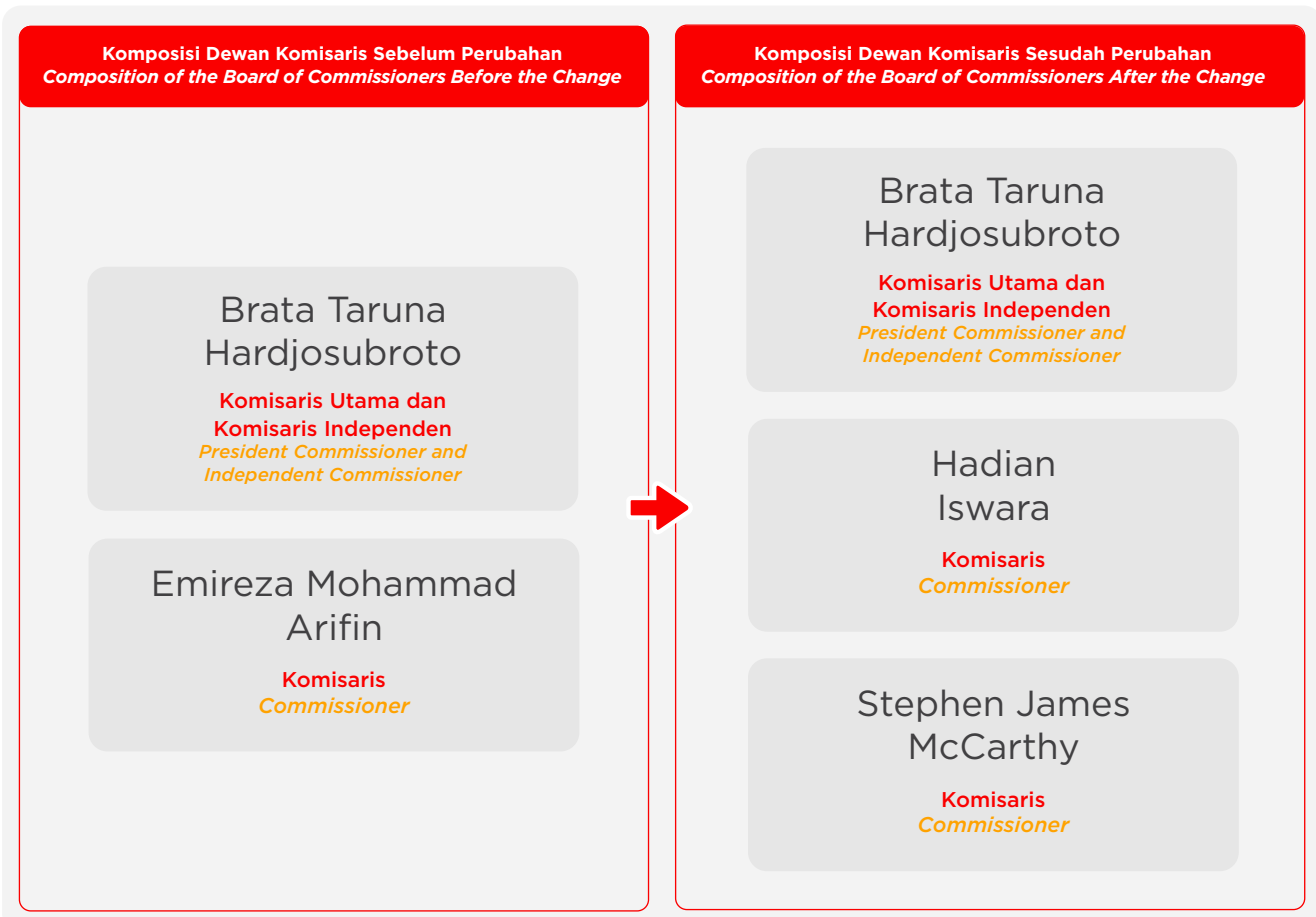 Komposisi Dewan Komisaris Sebelum Perubahan
Composition of the Board of Commissioners Before the Change
Brata Taruna
Hardjosubroto
Komisaris Utama dan
Komisaris Independen
President Commissioner and
Independent Commissioner
Emireza Mohammad
Arifin
Komisaris
Commissioner
Komposisi Dewan Komisaris Sesudah Perubahan
Composition of the Board of Commissioners After the Change
Brata Taruna
Hardjosubroto
Komisaris Utama dan
Komisaris Independen
President Commissioner and
Independent Commissioner
Hadian
Iswara
Komisaris
Commissioner
Stephen James
McCarthy
Komisaris
Commissioner